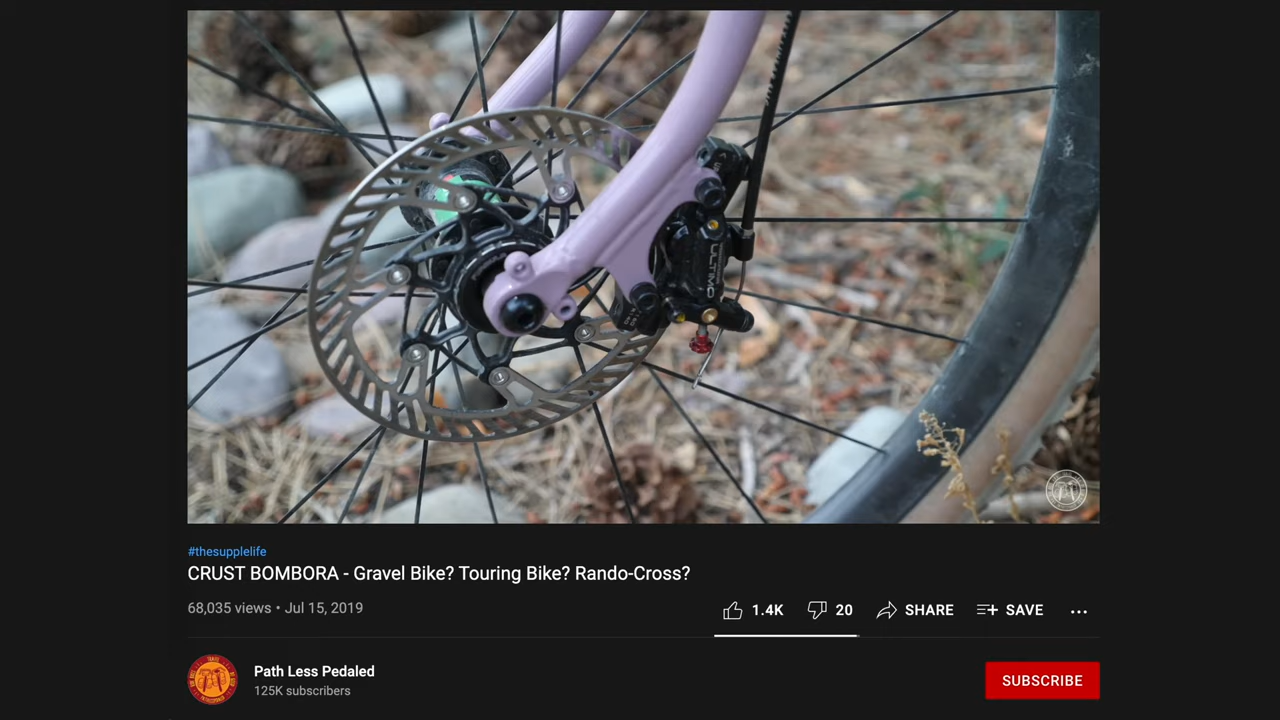 ULTIMO
#thesupplelife
CRUST BOMBORA - Gravel Bike? Touring Bike? Rando-Cross?
68,035 views • Jul 15, 2019
1.4K
20
SHARE
SAVE
Path Less Pedaled
125K subscribers
SUBSCRIBE